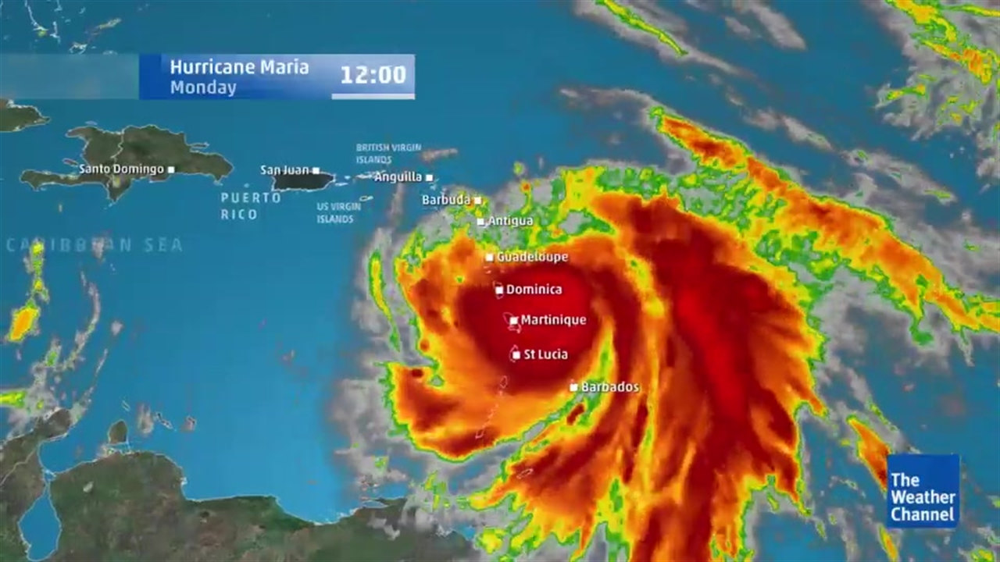 Hurricane Maria
Monday
12:00
BRITISH VIRGIN
ISLANDS
Santo Domingo
San Juan
Anguilla
PUERTO
RICO
US VIRGIN
ISLANDS
Barbuda
Antigua
CARIBBEAN SEA
Guadeloupe
Dominica
Martinique
St Lucia
Barbados
The
Weather
Channel